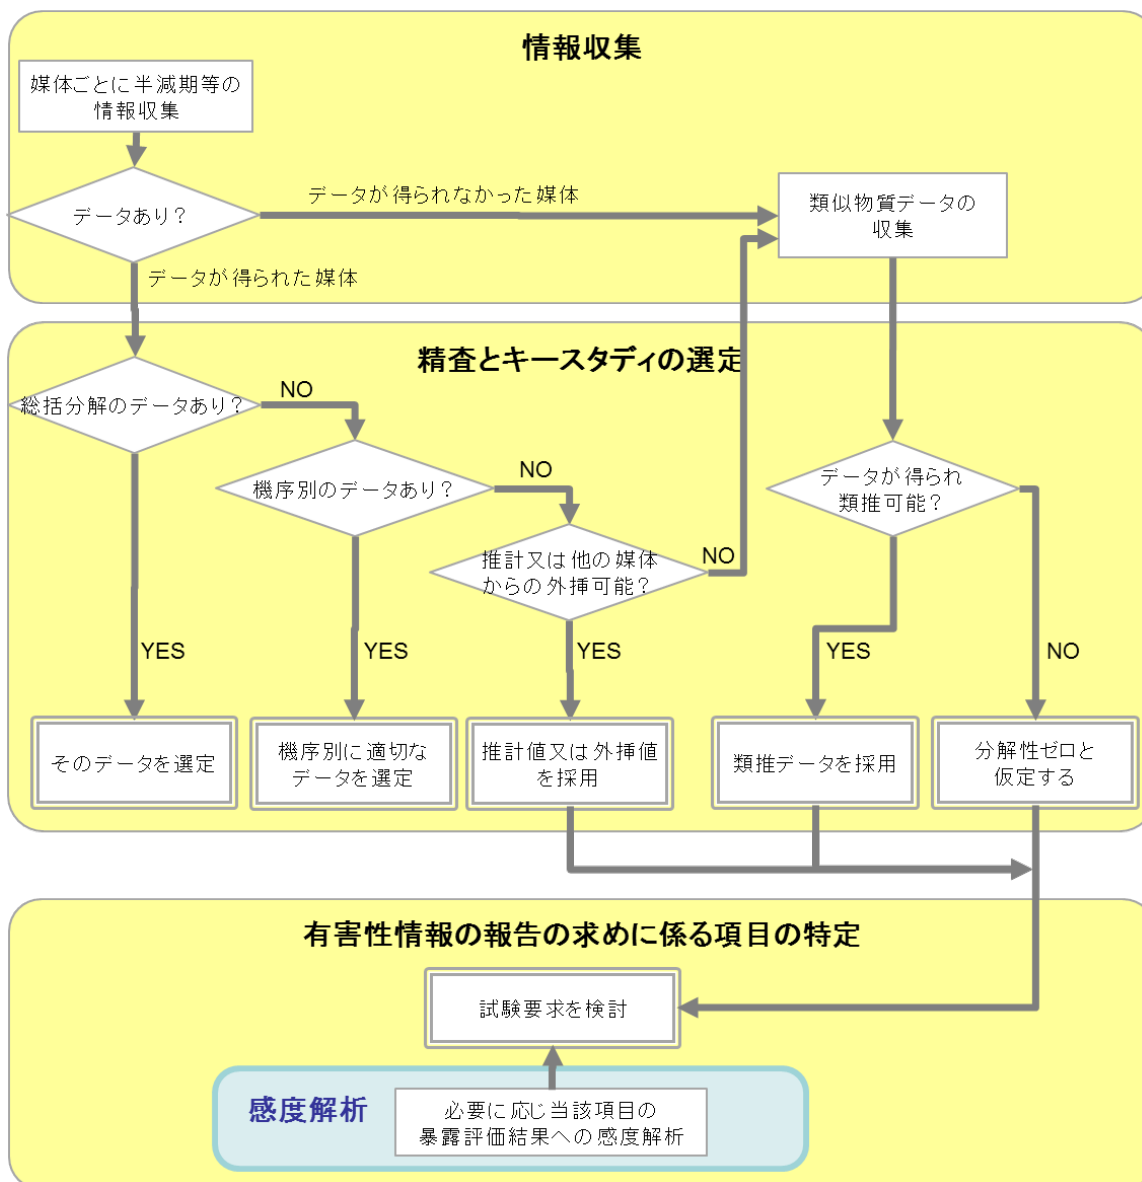 情報収集
媒体ごとに半減期等の
情報収集
データあり?
データが得られなかった媒体
類似物質データの
収集
データが得られた媒体
精査とキースタディの選定
総括分解のデータあり?
NO
機序別のデータあり?
NO
推計又は他の媒体
からの外挿可能?
NO
データが得られ
類推可能?
YES
YES
YES
YES
NO
そのデータを選定
機序別に適切な
データを選定
推計値又は外挿値
を採用
類推データを採用
分解性ゼロと
仮定する
有害性情報の報告の求めに係る項目の特定
試験要求を検討
感度解析
必要に応じ当該項目の
暴露評価結果への感度解析